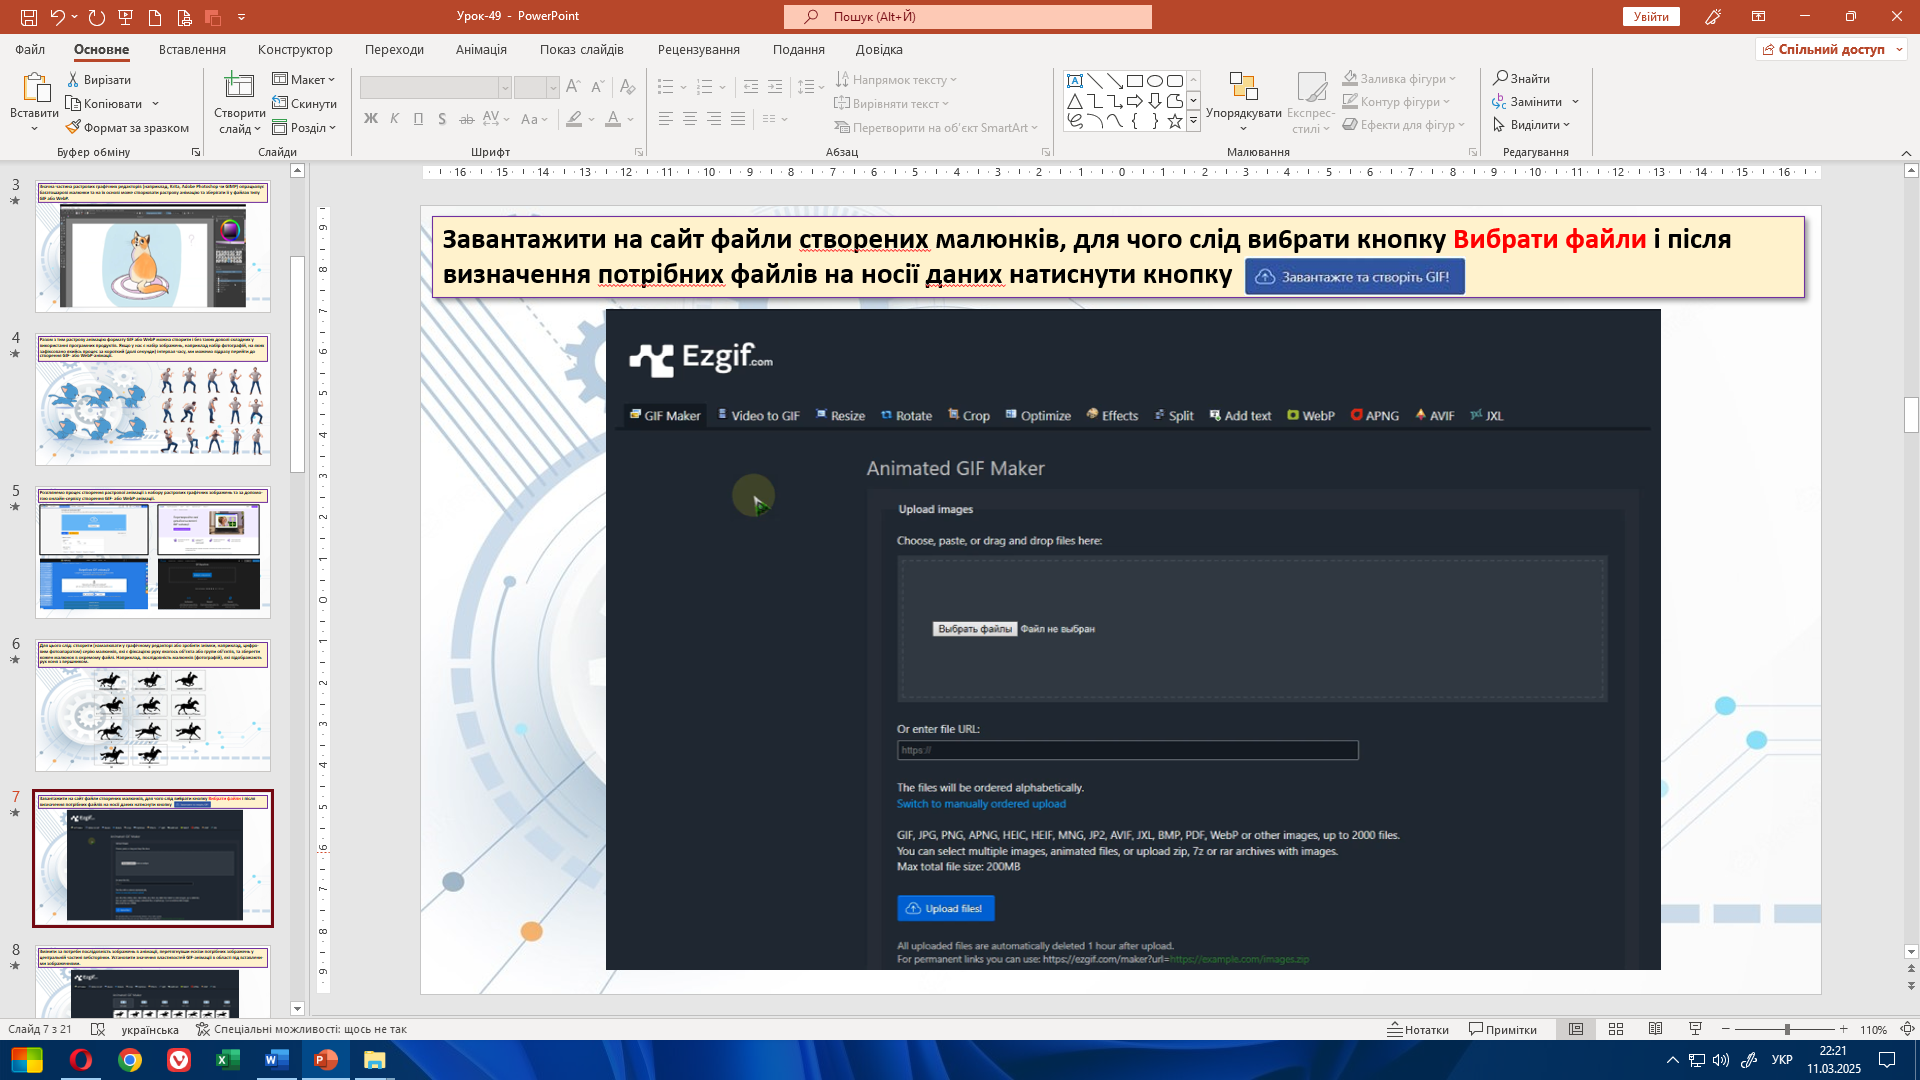 Урок-49 - PowerPoint
Пошук (Alt+Й)
Увійти
Файл Основне Вставлення Конструктор Переходи Анімація Показ слайдів Рецензування Подання Довідка
Спільний доступ
Вставити
Вирізати
Копіювати
Формат за зразком
Буфер обміну
Створити слайд
Макет
Скинути
Розділ
Слайди
Ж К П S ab AV Aa A
Шрифт
Напрямок тексту
Вирівняти текст
Перетворити на об'єкт SmartArt
Абзац
Упорядкувати
Експрес-стилі
Заливка фігури
Контур фігури
Ефекти для фігур
Малювання
Знайти
Замінити
Виділити
Редагування
3
4
5
6
7
8
Завантажити на сайт файли створених малюнків, для чого слід вибрати кнопку Вибрати файли і після
визначення потрібних файлів на носії даних натиснути кнопку
Завантажте та створіть GIF!
Ezgif.com
GIF Maker Video to GIF Resize Rotate Crop Optimize Effects Split Add text WebP APNG AVIF JXL
Animated GIF Maker
Upload images
Choose, paste, or drag and drop files here:
Выбрать файлы Файл не выбран
Or enter file URL:
https://
The files will be ordered alphabetically.
Switch to manually ordered upload
GIF, JPG, PNG, APNG, HEIC, HEIF, MNG, JP2, AVIF, JXL, BMP, PDF, WebP or other images, up to 2000 files.
You can select multiple images, animated files, or upload zip, 7z or rar archives with images.
Max total file size: 200MB
Upload files!
All uploaded files are automatically deleted 1 hour after upload.
For permanent links you can use: https://ezgif.com/maker?url=https://example.com/images.zip
Слайд 7 з 21 українська Спеціальні можливості: щось не так
Нотатки Примітки 110%
УКР
22:21
11.03.2025